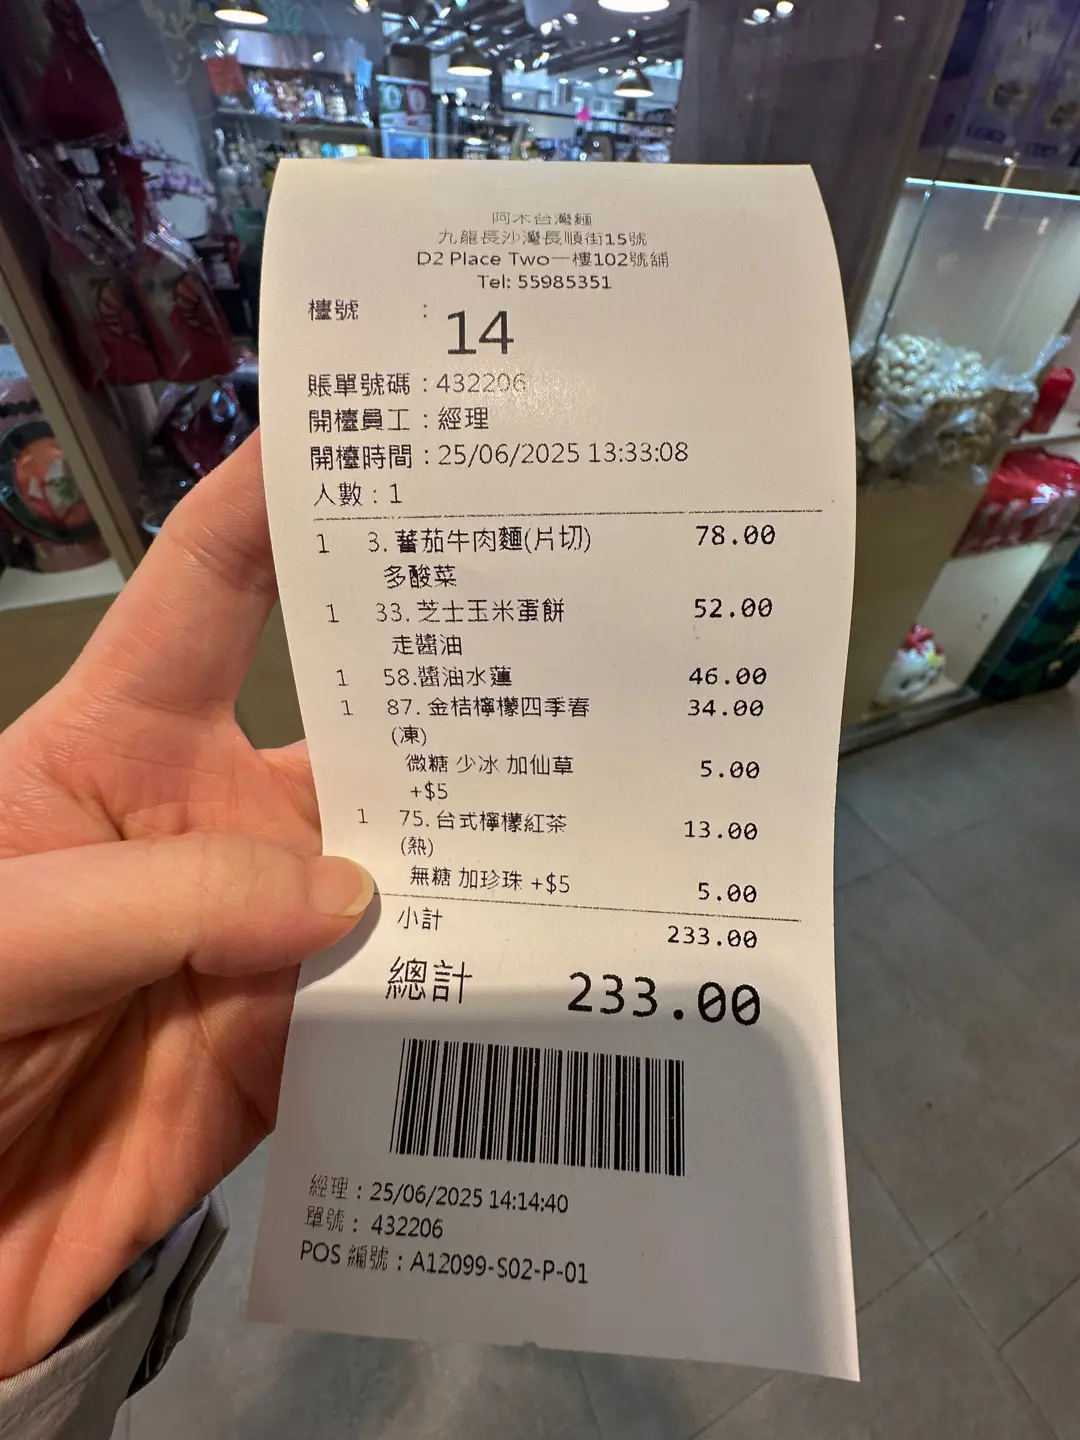 阿木台灣麵
九龍長沙灣長順街15號
D2 Place Two一樓102號舖
Tel: 55985351
檯號 : 14
賬單號碼 : 432206
開檯員工 : 經理
開檯時間 : 25/06/2025 13:33:08
人數 : 1
1 3. 蕃茄牛肉麵(片切) 78.00
多酸菜
1 33. 芝士玉米蛋餅 52.00
走醬油
1 58.醬油水蓮 46.00
1 87. 金桔檸檬四季春 34.00
(凍)
微糖 少冰 加仙草 5.00
+$5
1 75. 台式檸檬紅茶 13.00
(熱)
無糖 加珍珠 +$5 5.00
小計 233.00
總計 233.00
經理 : 25/06/2025 14:14:40
單號 : 432206
POS 編號 : A12099-S02-P-01